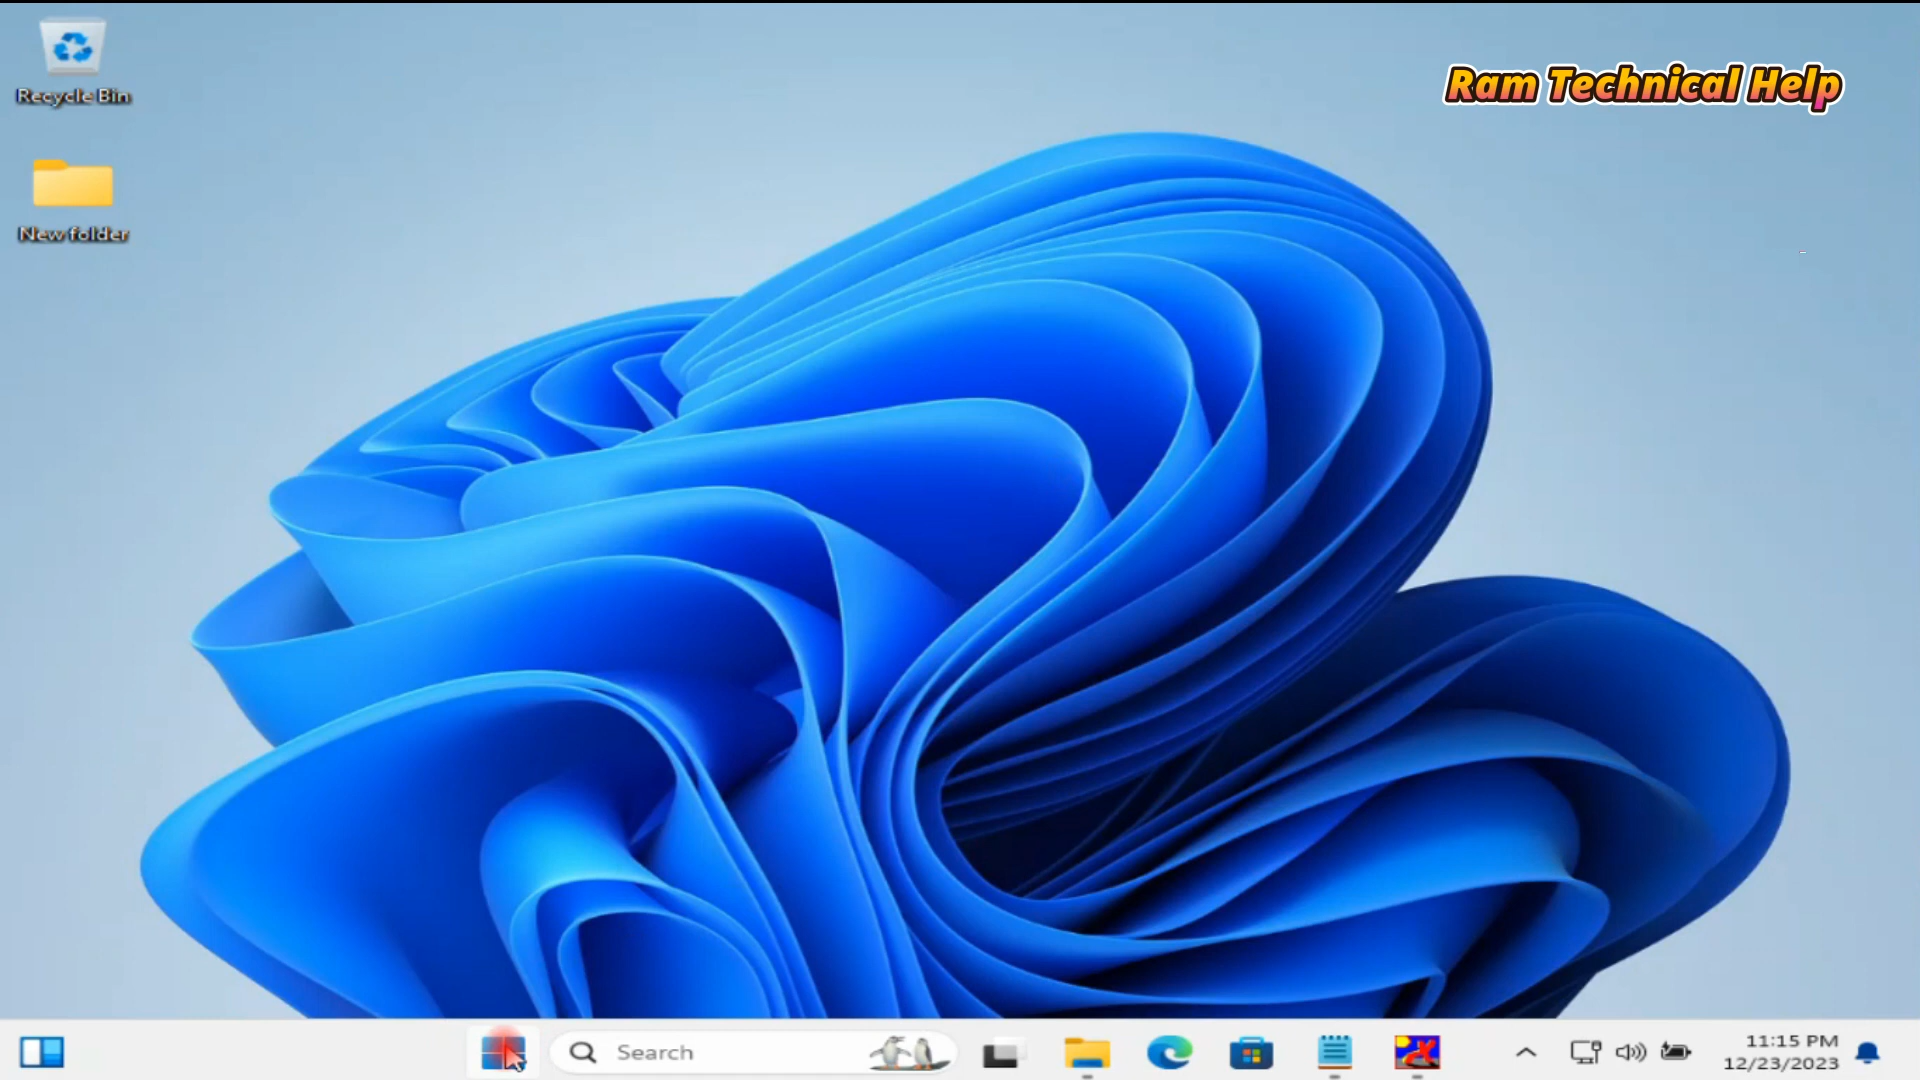 Recycle Bin
Ram Technical Help
New folder
Search
11:15 PM
12/23/2023